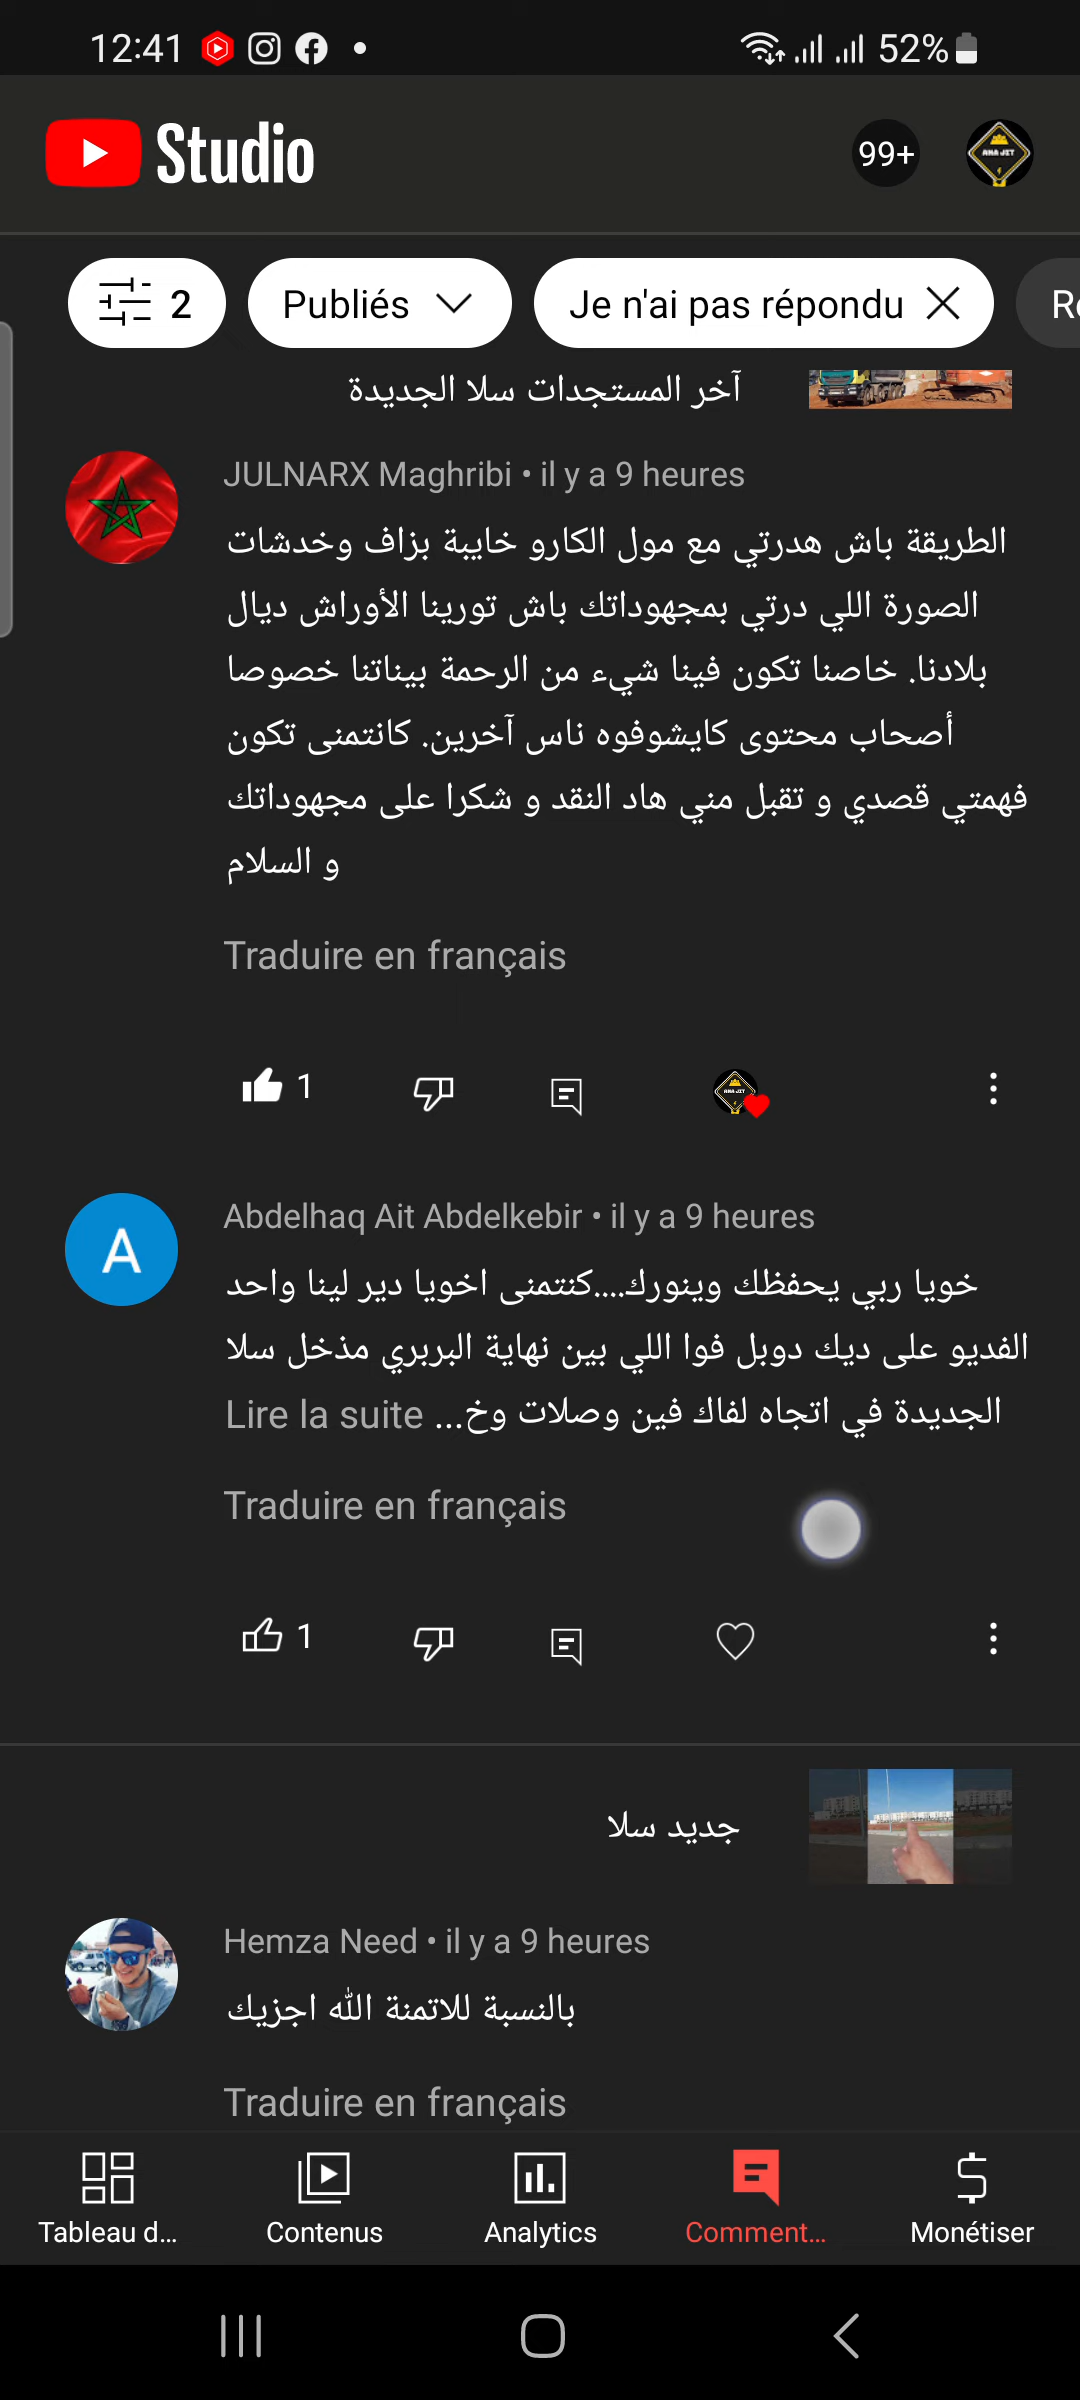 12:41
52%
Studio
99+
ANA JIT
2
Publiés
Je n'ai pas répondu
آخر المستجدات سلا الجديدة
JULNARX Maghribi • il y a 9 heures
الطريقة باش هدرتي مع مول الكارو خايبة بزاف وخدشات
الصورة اللي درتي بمجهوداتك باش تورينا الأوراش ديال
بلادنا. خاصنا تكون فينا شيء من الرحمة بيناتنا خصوصا
أصحاب محتوى كايشوفوه ناس آخرين. كانتمنى تكون
فهمتي قصدي و تقبل مني هاد النقد و شكرا على مجهوداتك
و السلام
Traduire en français
1
A
Abdelhaq Ait Abdelkebir • il y a 9 heures
خويا ربي يحفظك وينورك....كنتمنى اخويا دير لينا واحد
الفديو على ديك دوبل فوا اللي بين نهاية البربري مذخل سلا
الجديدة في اتجاه لفاك فين وصلات وخ... Lire la suite
Traduire en français
1
جديد سلا
Hemza Need • il y a 9 heures
بالنسبة للاتمنة الله اجزيك
Traduire en français
Tableau d...
Contenus
Analytics
Comment...
Monétiser